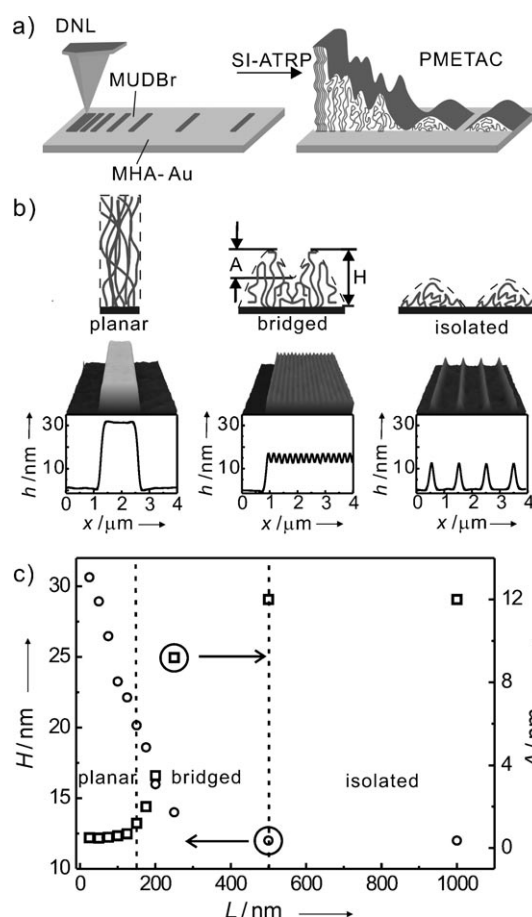 a)
DNL
MUDBr
MHA-Au
SI-ATRP
PMETAC
b)
A
H
planar
bridged
isolated
30
10
h/nm
0 1 2 3 4
x/μm
30
10
h/nm
0 1 2 3 4
x/μm
30
10
h/nm
0 1 2 3 4
x/μm
c)
30
25
20
15
10
H/nm
12
8
4
0
A/nm
planar
bridged
isolated
0 200 400 600 800 1000
L/nm